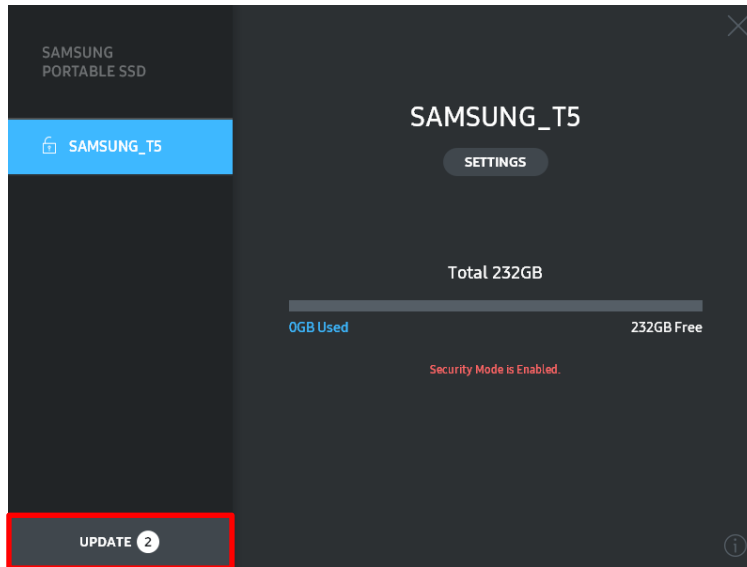 SAMSUNG
PORTABLE SSD
SAMSUNG_T5
SAMSUNG_T5
SETTINGS
Total 232GB
0GB Used 232GB Free
Security Mode is Enabled.
UPDATE 2